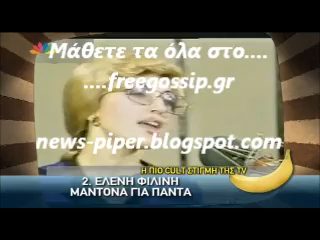 Μάθετε τα όλα στο....
....freegossip.gr
news-piper.blogspot.com
Η ΠΙΟ CULT ΣΤΙΓΜΗ ΤΗΣ TV
2. ΕΛΕΝΗ ΦΙΛΙΝΗ
ΜΑΝΤΟΝΑ ΓΙΑ ΠΑΝΤΑ